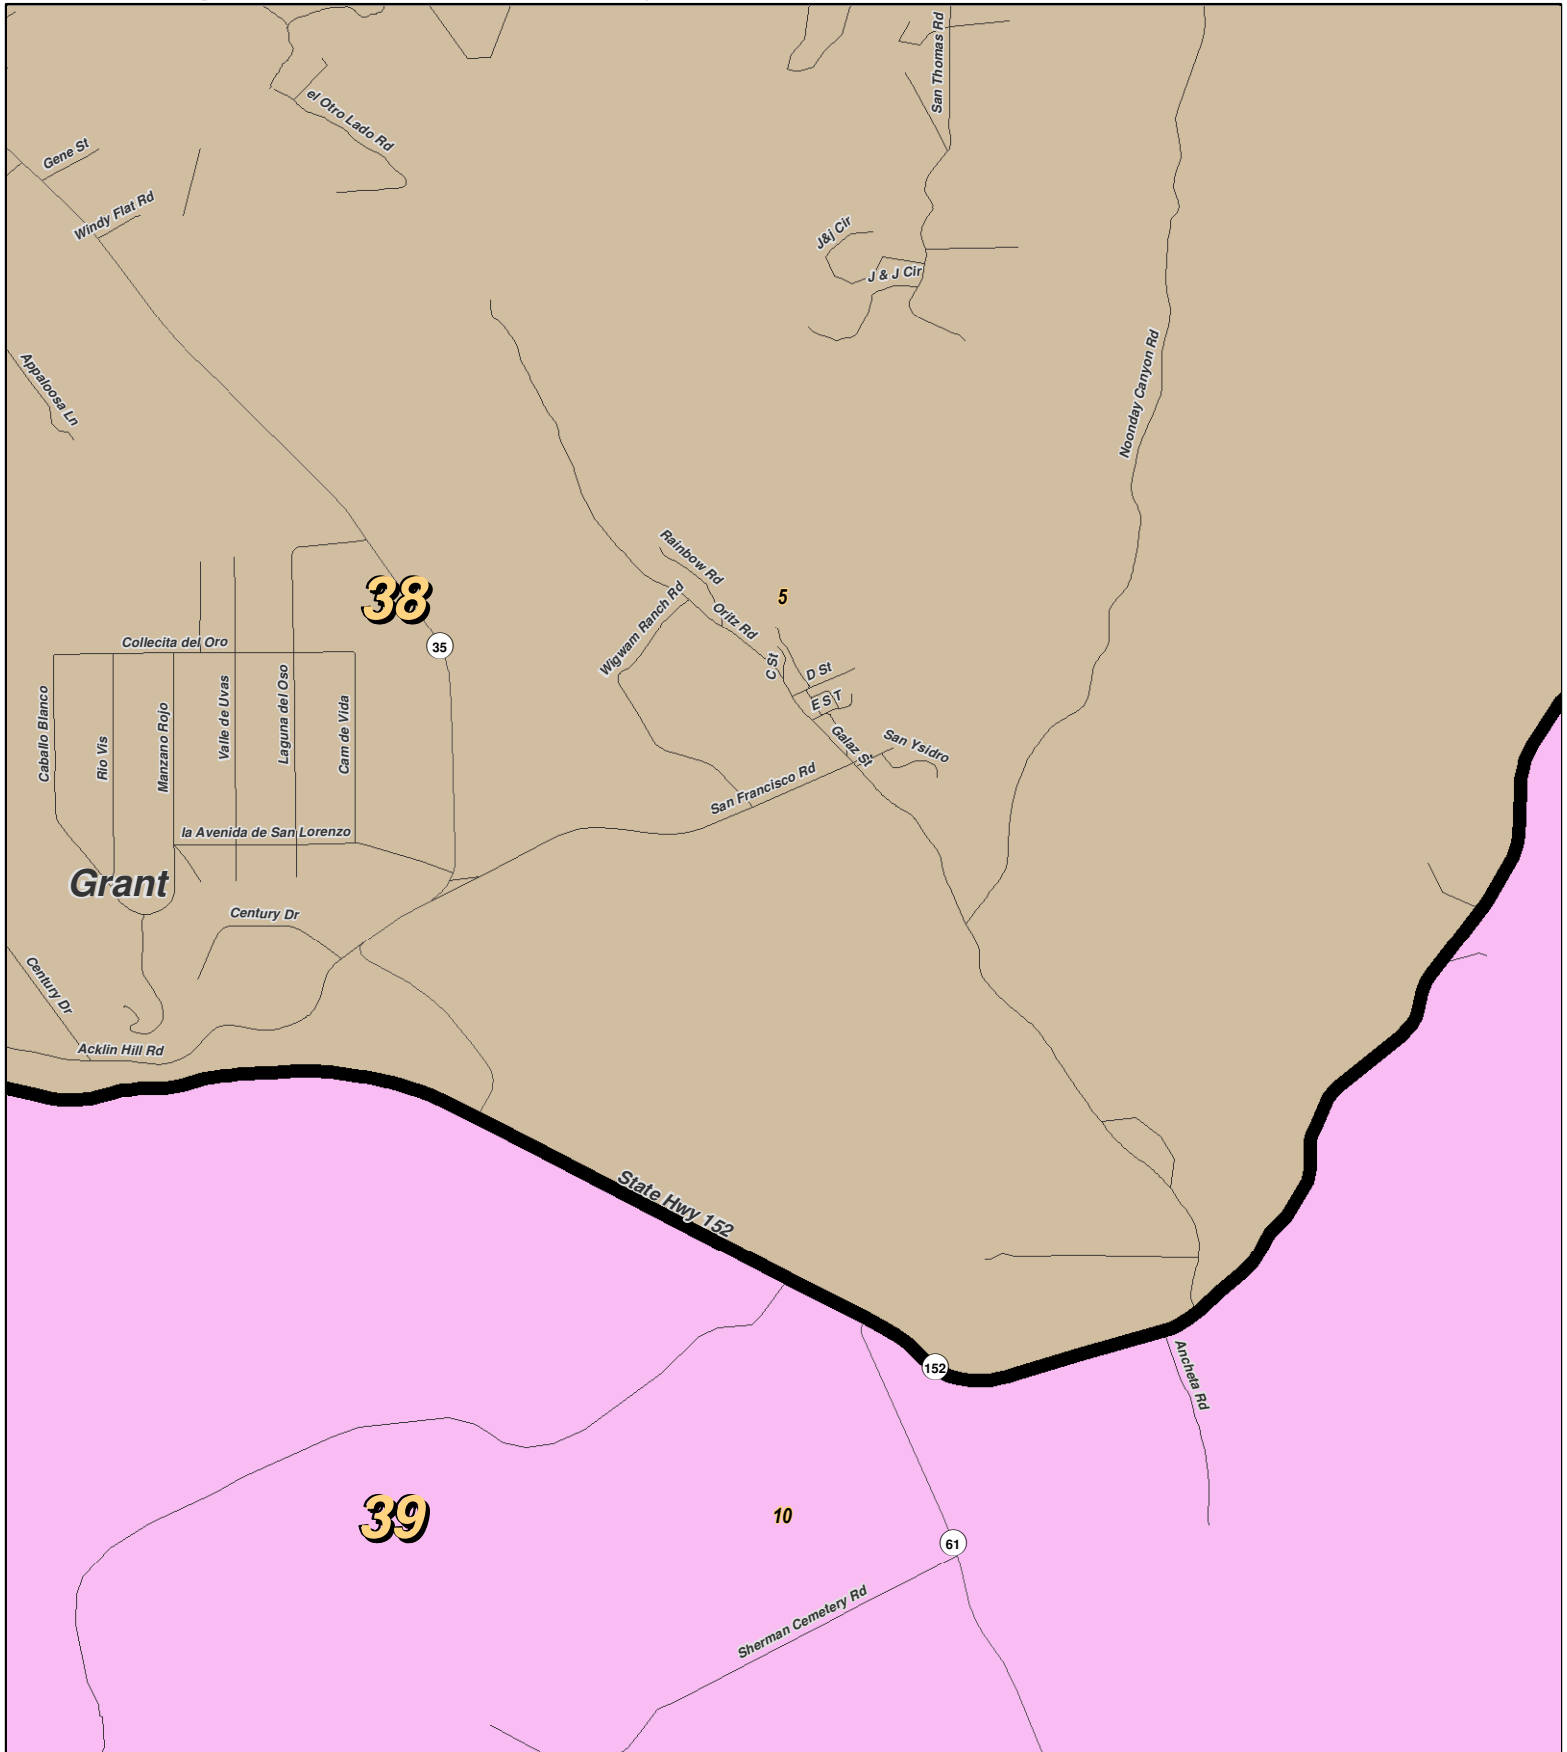 San Thomas Rd
el Otro Lado Rd
Gene St
Windy Flat Rd
J&j Cir
J & J Cir
Noonday Canyon Rd
Appaloosa Ln
Rainbow Rd
38
5
Wigwam Ranch Rd
Oritz Rd
35
Collecita del Oro
C St
D St
E S T
Caballo Blanco
Rio Vis
Manzano Rojo
Valle de Uvas
Laguna del Oso
Cam de Vida
Galaz St
San Ysidro
San Francisco Rd
la Avenida de San Lorenzo
Grant
Century Dr
Century Dr
Acklin Hill Rd
State Hwy 152
152
Ancheta Rd
39
10
61
Sherman Cemetery Rd